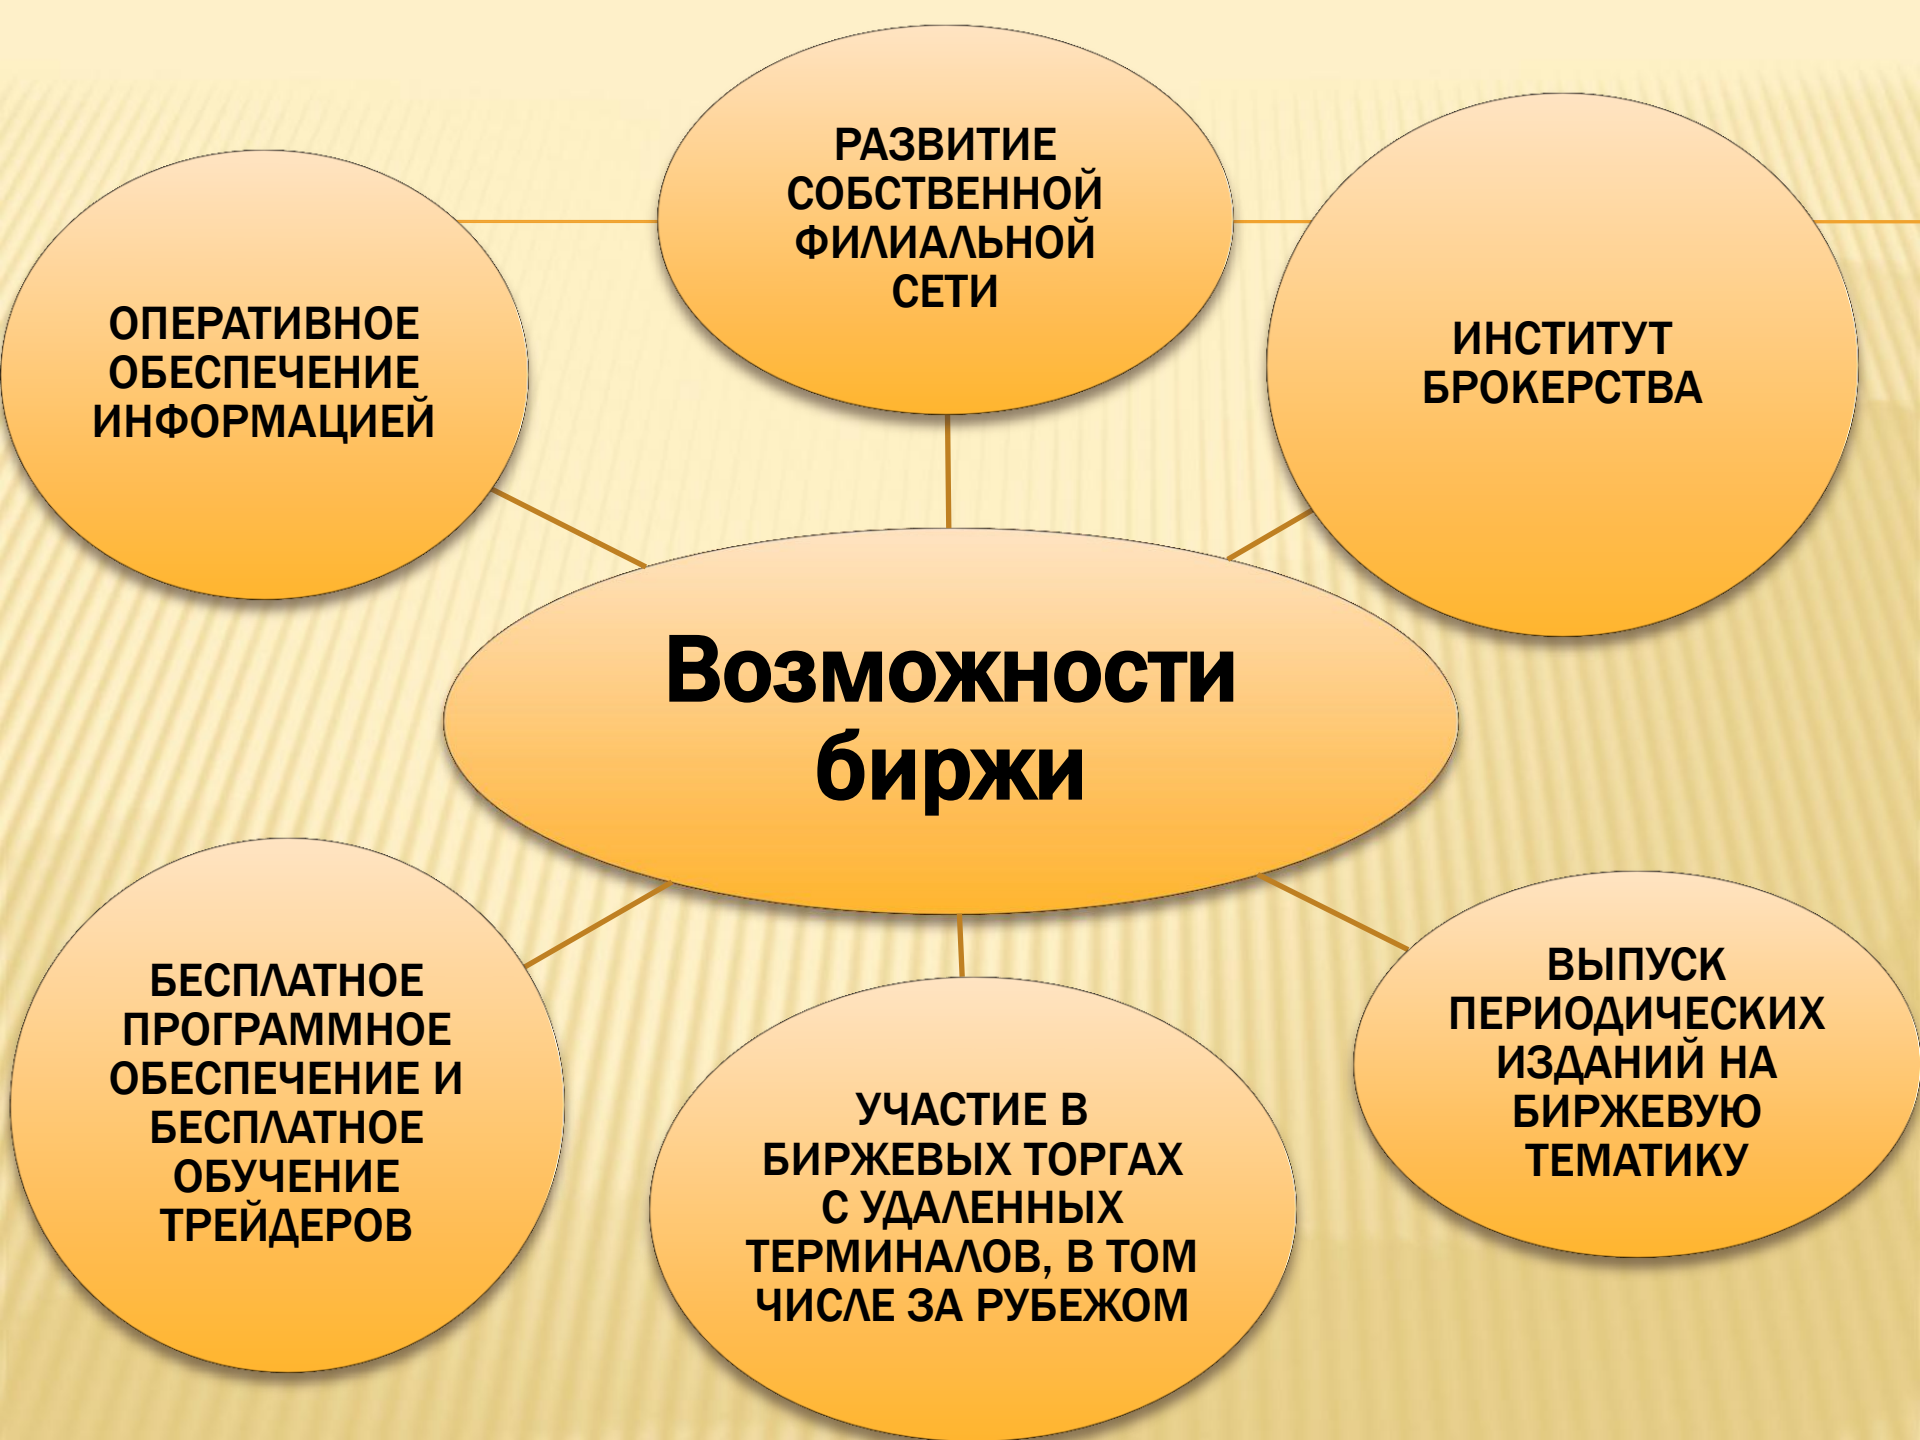 РАЗВИТИЕ
СОБСТВЕННОЙ
ФИЛИАЛЬНОЙ
СЕТИ
ОПЕРАТИВНОЕ
ОБЕСПЕЧЕНИЕ
ИНФОРМАЦИЕЙ
ИНСТИТУТ
БРОКЕРСТВА
Возможности
биржи
БЕСПЛАТНОЕ
ПРОГРАММНОЕ
ОБЕСПЕЧЕНИЕ И
БЕСПЛАТНОЕ
ОБУЧЕНИЕ
ТРЕЙДЕРОВ
УЧАСТИЕ В
БИРЖЕВЫХ ТОРГАХ
С УДАЛЕННЫХ
ТЕРМИНАЛОВ, В ТОМ
ЧИСЛЕ ЗА РУБЕЖОМ
ВЫПУСК
ПЕРИОДИЧЕСКИХ
ИЗДАНИЙ НА
БИРЖЕВУЮ
ТЕМАТИКУ